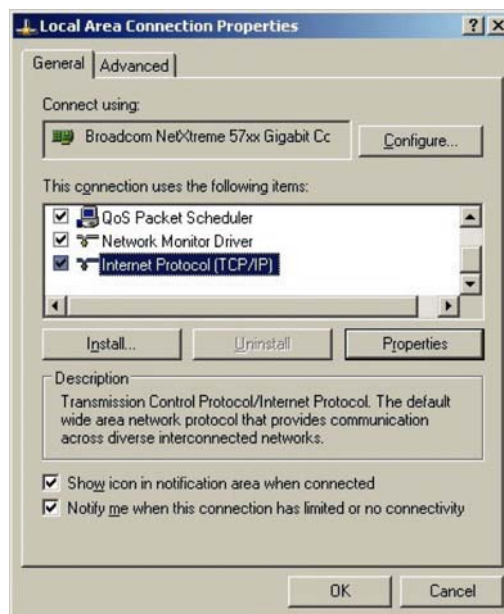 Local Area Connection Properties
General
Advanced
Connect using:
Broadcom NetXtreme 57xx Gigabit Cc
Configure...
This connection uses the following items:
QoS Packet Scheduler
Network Monitor Driver
Internet Protocol (TCP/IP)
Install...
Uninstall
Properties
Description
Transmission Control Protocol/Internet Protocol. The default
wide area network protocol that provides communication
across diverse interconnected networks.
Show icon in notification area when connected
Notify me when this connection has limited or no connectivity
OK
Cancel